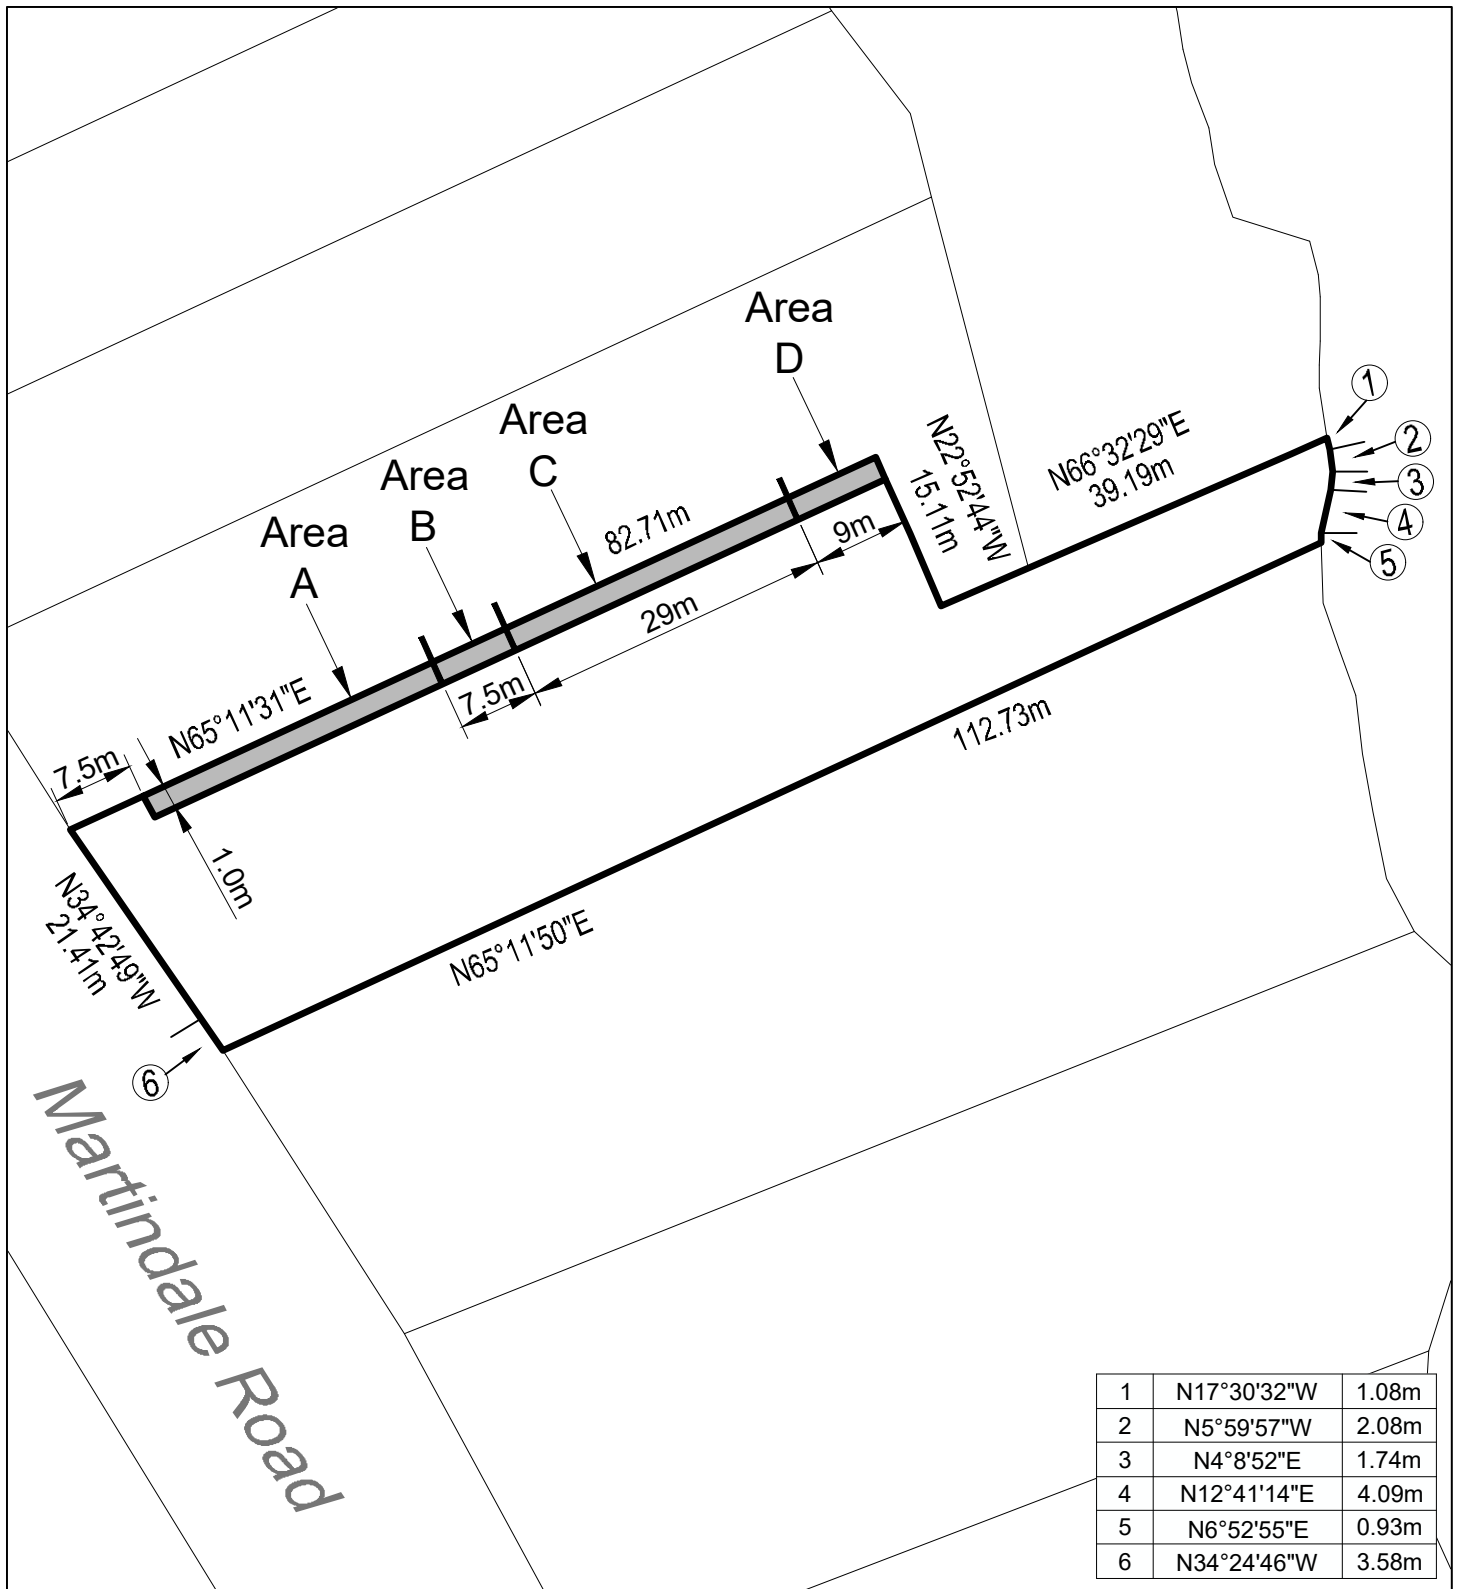 Area
D
Area
C
Area
B
Area
A
82.71m
9m
29m
7.5m
N22°52'44"W
15.11m
N66°32'29"E
39.19m
1
2
3
4
5
N65°11'31"E
7.5m
1.0m
112.73m
N65°11'50"E
N34°42'49"W
21.41m
6
Martindale Road
1 N17°30'32"W 1.08m
2 N5°59'57"W 2.08m
3 N4°8'52"E 1.74m
4 N12°41'14"E 4.09m
5 N6°52'55"E 0.93m
6 N34°24'46"W 3.58m